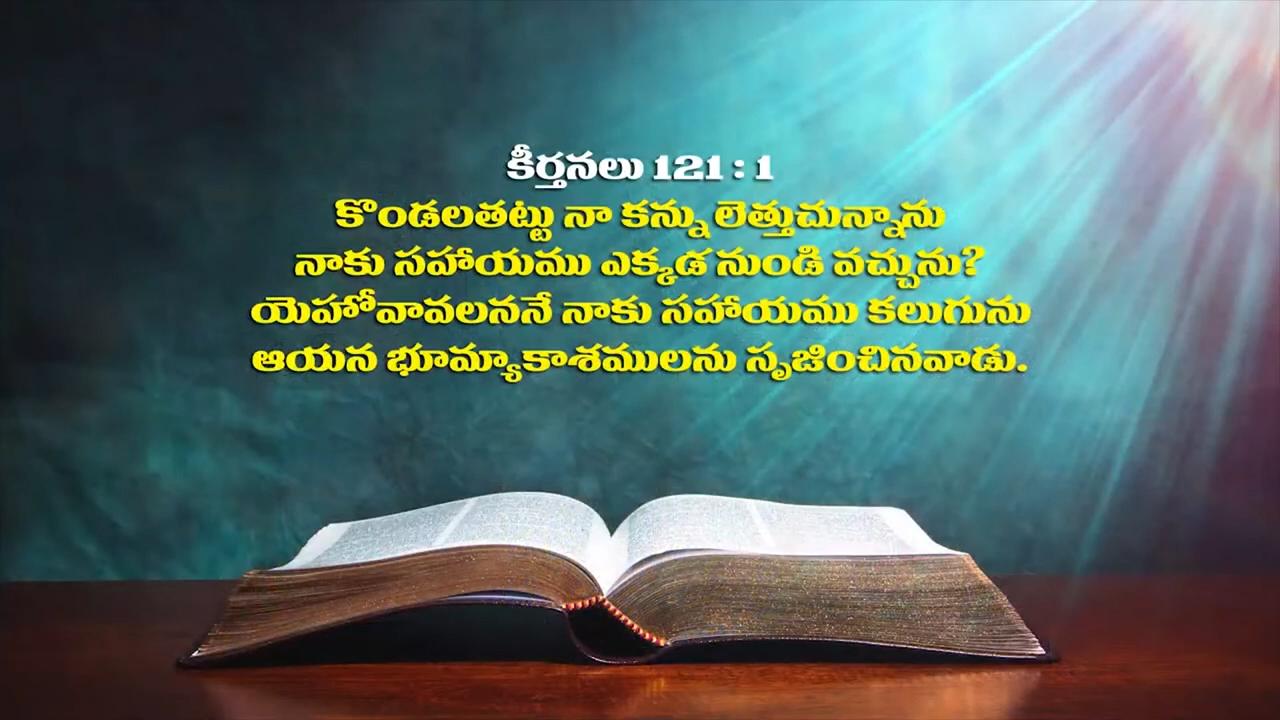 కీర్తనలు 121 : 1
కొండలతట్టు నా కన్ను లెత్తుచున్నాను
నాకు సహాయము ఎక్కడ నుండి వచ్చును?
యెహోవావలననే నాకు సహాయము కలుగును
ఆయన భూమ్యాకాశములను సృజించినవాడు.